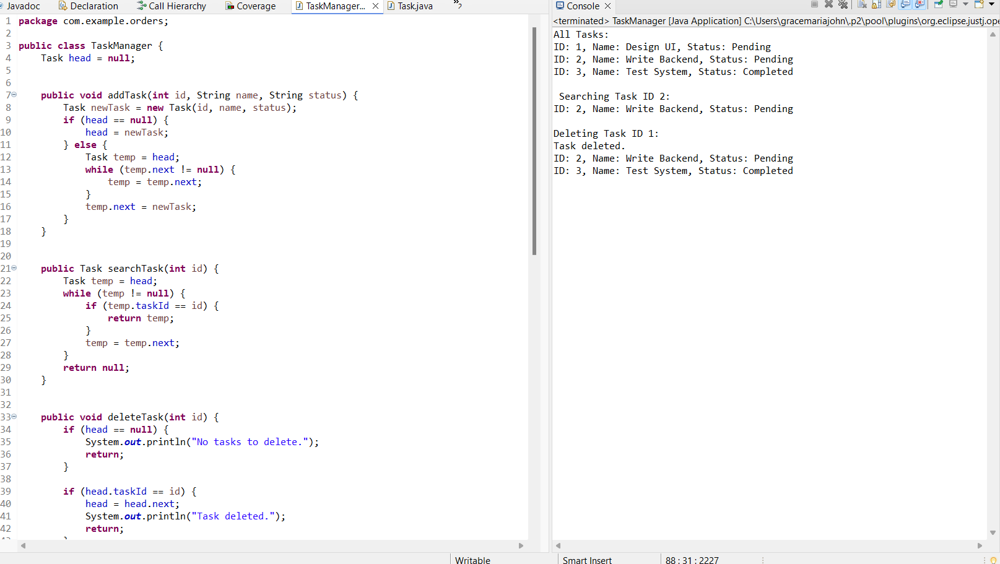 Javadoc Declaration Call Hierarchy Coverage TaskManager... Task.java »2
1 package com.example.orders;
2
3 public class TaskManager {
4     Task head = null;
5
6
7     public void addTask(int id, String name, String status) {
8         Task newTask = new Task(id, name, status);
9         if (head == null) {
10             head = newTask;
11         } else {
12             Task temp = head;
13             while (temp.next != null) {
14                 temp = temp.next;
15             }
16             temp.next = newTask;
17         }
18     }
19
20
21     public Task searchTask(int id) {
22         Task temp = head;
23         while (temp != null) {
24             if (temp.taskId == id) {
25                 return temp;
26             }
27             temp = temp.next;
28         }
29         return null;
30     }
31
32
33     public void deleteTask(int id) {
34         if (head == null) {
35             System.out.println("No tasks to delete.");
36             return;
37         }
38
39         if (head.taskId == id) {
40             head = head.next;
41             System.out.println("Task deleted.");
42             return;
43         }
Console
<terminated> TaskManager [Java Application] C:\Users\gracemariajohn\.p2\pool\plugins\org.eclipse.justj.ope
All Tasks:
ID: 1, Name: Design UI, Status: Pending
ID: 2, Name: Write Backend, Status: Pending
ID: 3, Name: Test System, Status: Completed

 Searching Task ID 2:
ID: 2, Name: Write Backend, Status: Pending

Deleting Task ID 1:
Task deleted.
ID: 2, Name: Write Backend, Status: Pending
ID: 3, Name: Test System, Status: Completed
Writable Smart Insert 88 : 31 : 2227